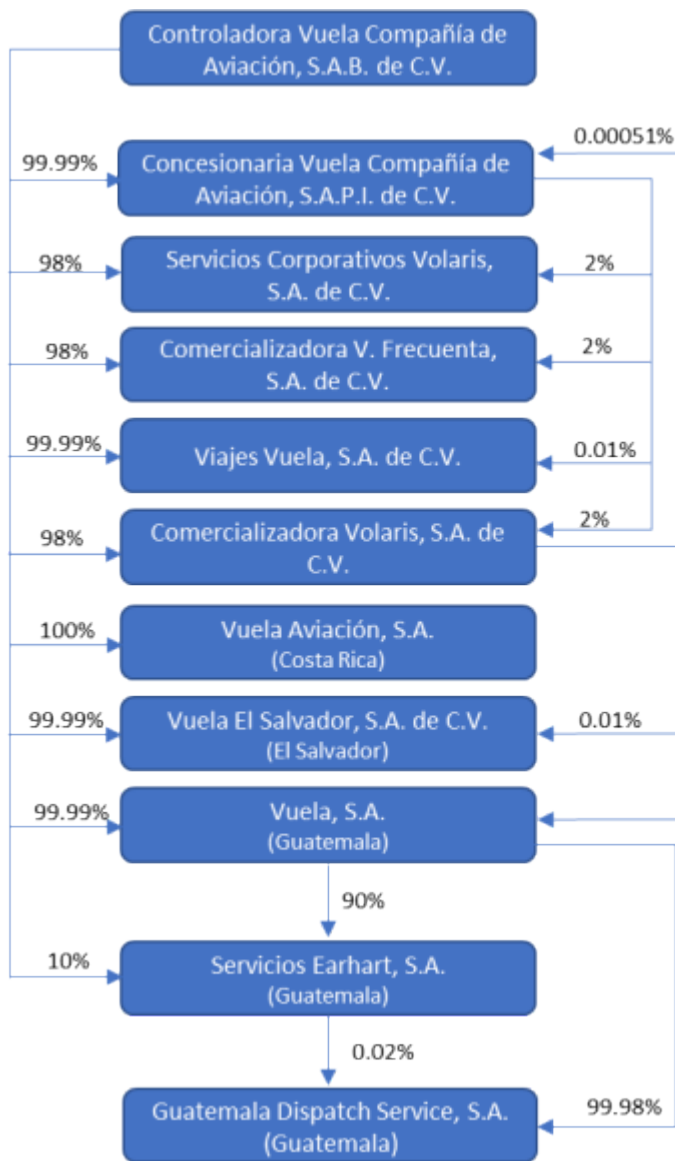 Controladora Vuela Compañía de
Aviación, S.A.B. de C.V.
0.00051%
99.99%
Concesionaria Vuela Compañía de
Aviación, S.A.P.I. de C.V.
98%
Servicios Corporativos Volaris,
S.A. de C.V.
2%
98%
Comercializadora V. Frecuenta,
S.A. de C.V.
2%
99.99%
Viajes Vuela, S.A. de C.V.
0.01%
98%
Comercializadora Volaris, S.A. de
C.V.
2%
100%
Vuela Aviación, S.A.
(Costa Rica)
99.99%
Vuela El Salvador, S.A. de C.V.
(El Salvador)
0.01%
99.99%
Vuela, S.A.
(Guatemala)
90%
10%
Servicios Earhart, S.A.
(Guatemala)
0.02%
Guatemala Dispatch Service, S.A.
(Guatemala)
99.98%